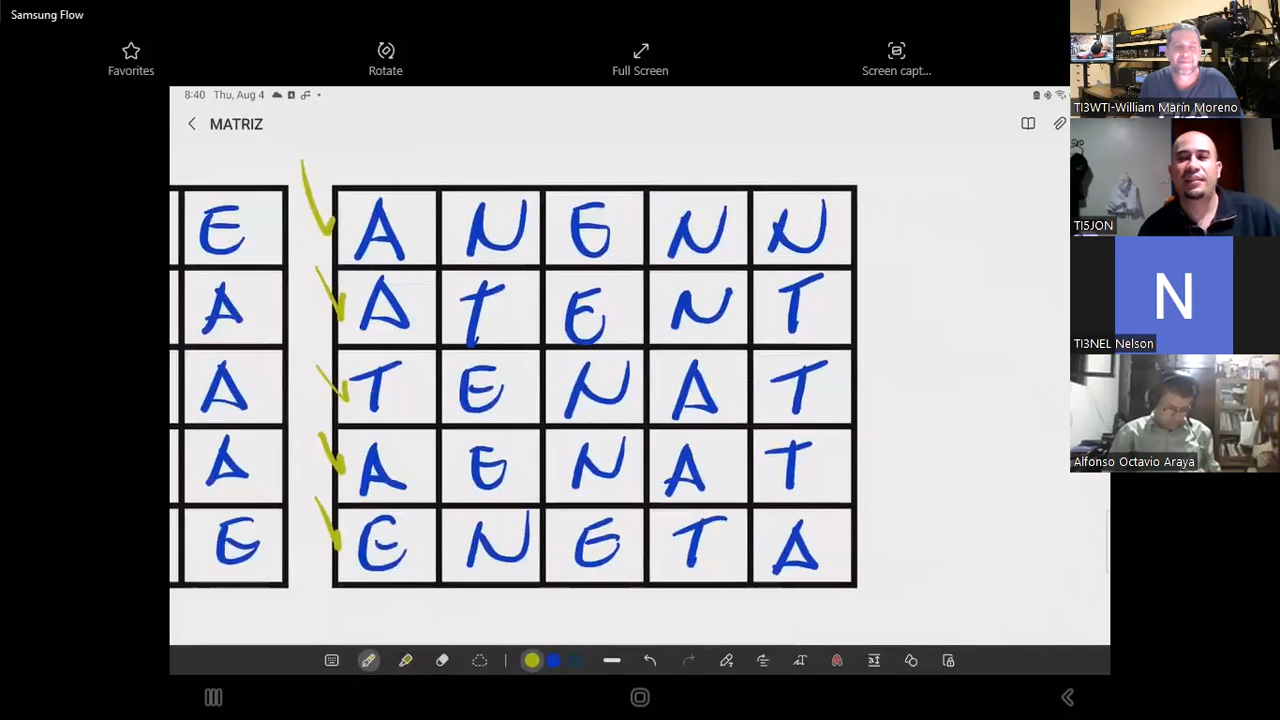 Samsung Flow
Favorites
Rotate
Full Screen
Screen capt...
8:40 Thu, Aug 4
MATRIZ
E A N E N N
A A T E N T
A T E N A T
A A E N A T
E E N E T A
TI3WTI-William Marín Moreno
TI5JON
N
TI3NEL Nelson
Alfonso Octavio Araya